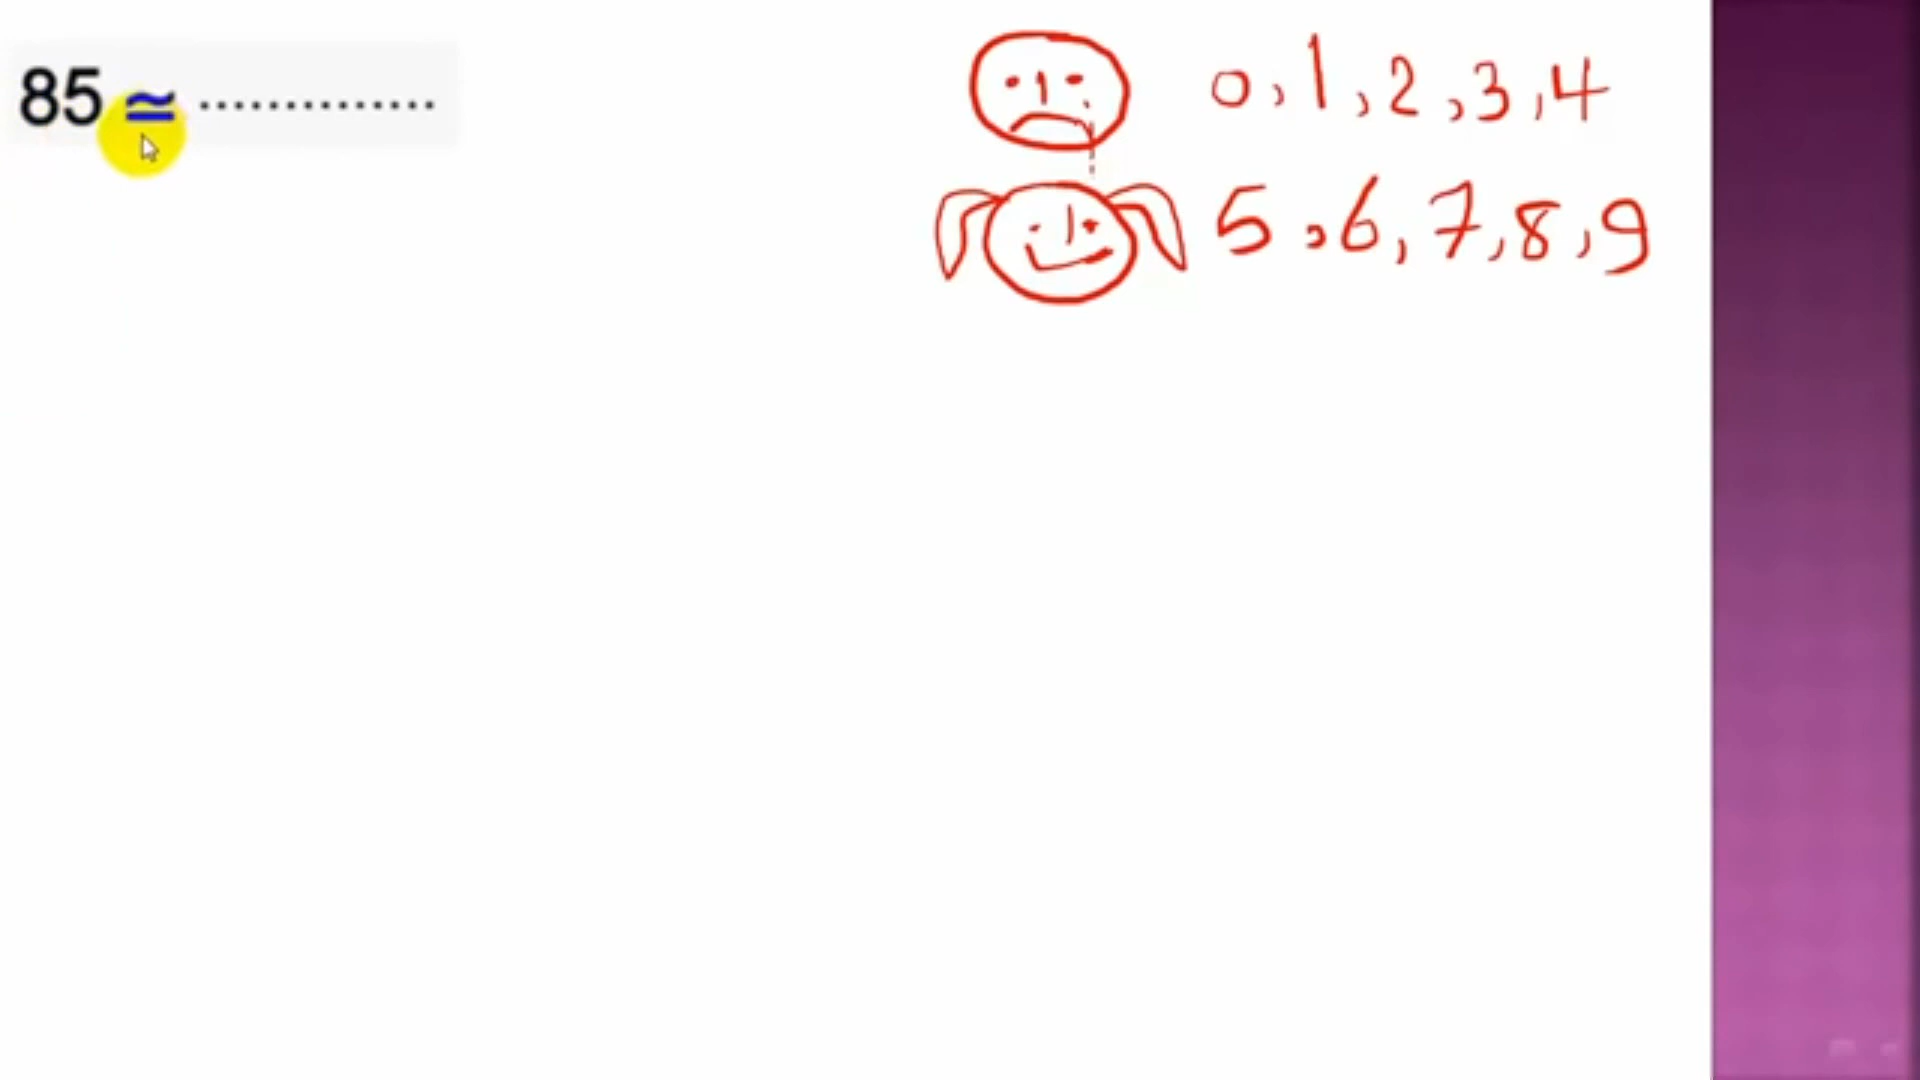 85 ≅ ..............
0, 1, 2, 3, 4
5, 6, 7, 8, 9